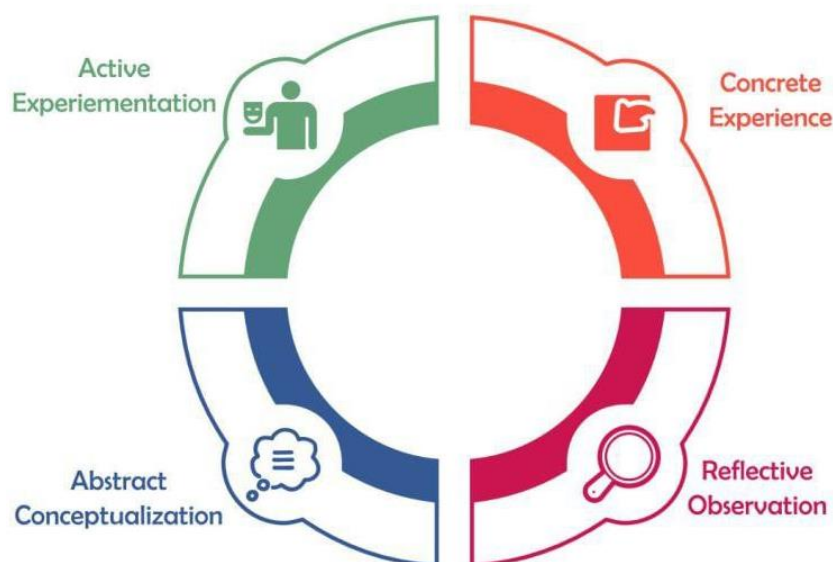 Active
Experiementation
Concrete
Experience
Abstract
Conceptualization
Reflective
Observation